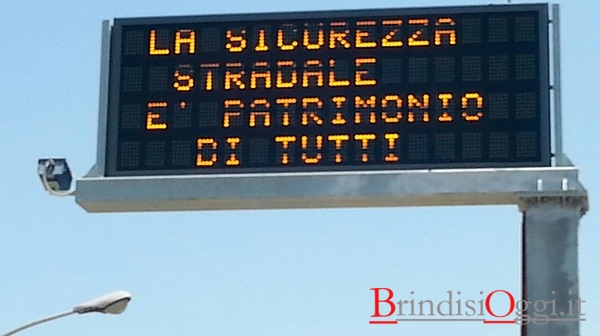 LA SICUREZZA
STRADALE
E' PATRIMONIO
DI TUTTI
BrindisiOggi.it